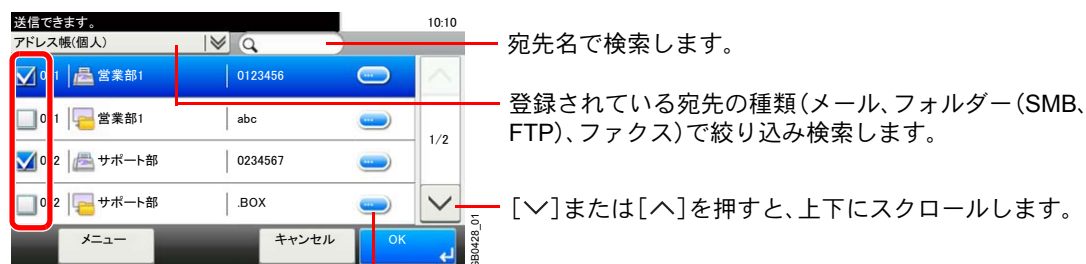 送信できます。
10:10
アドレス帳(個人)
宛先名で検索します。
営業部1 0123456
登録されている宛先の種類(メール、フォルダー(SMB、
FTP)、ファクス)で絞り込み検索します。
営業部1 abc
1/2
サポート部 0234567
サポート部 .BOX
[∨]または[∧]を押すと、上下にスクロールします。
メニュー キャンセル OK